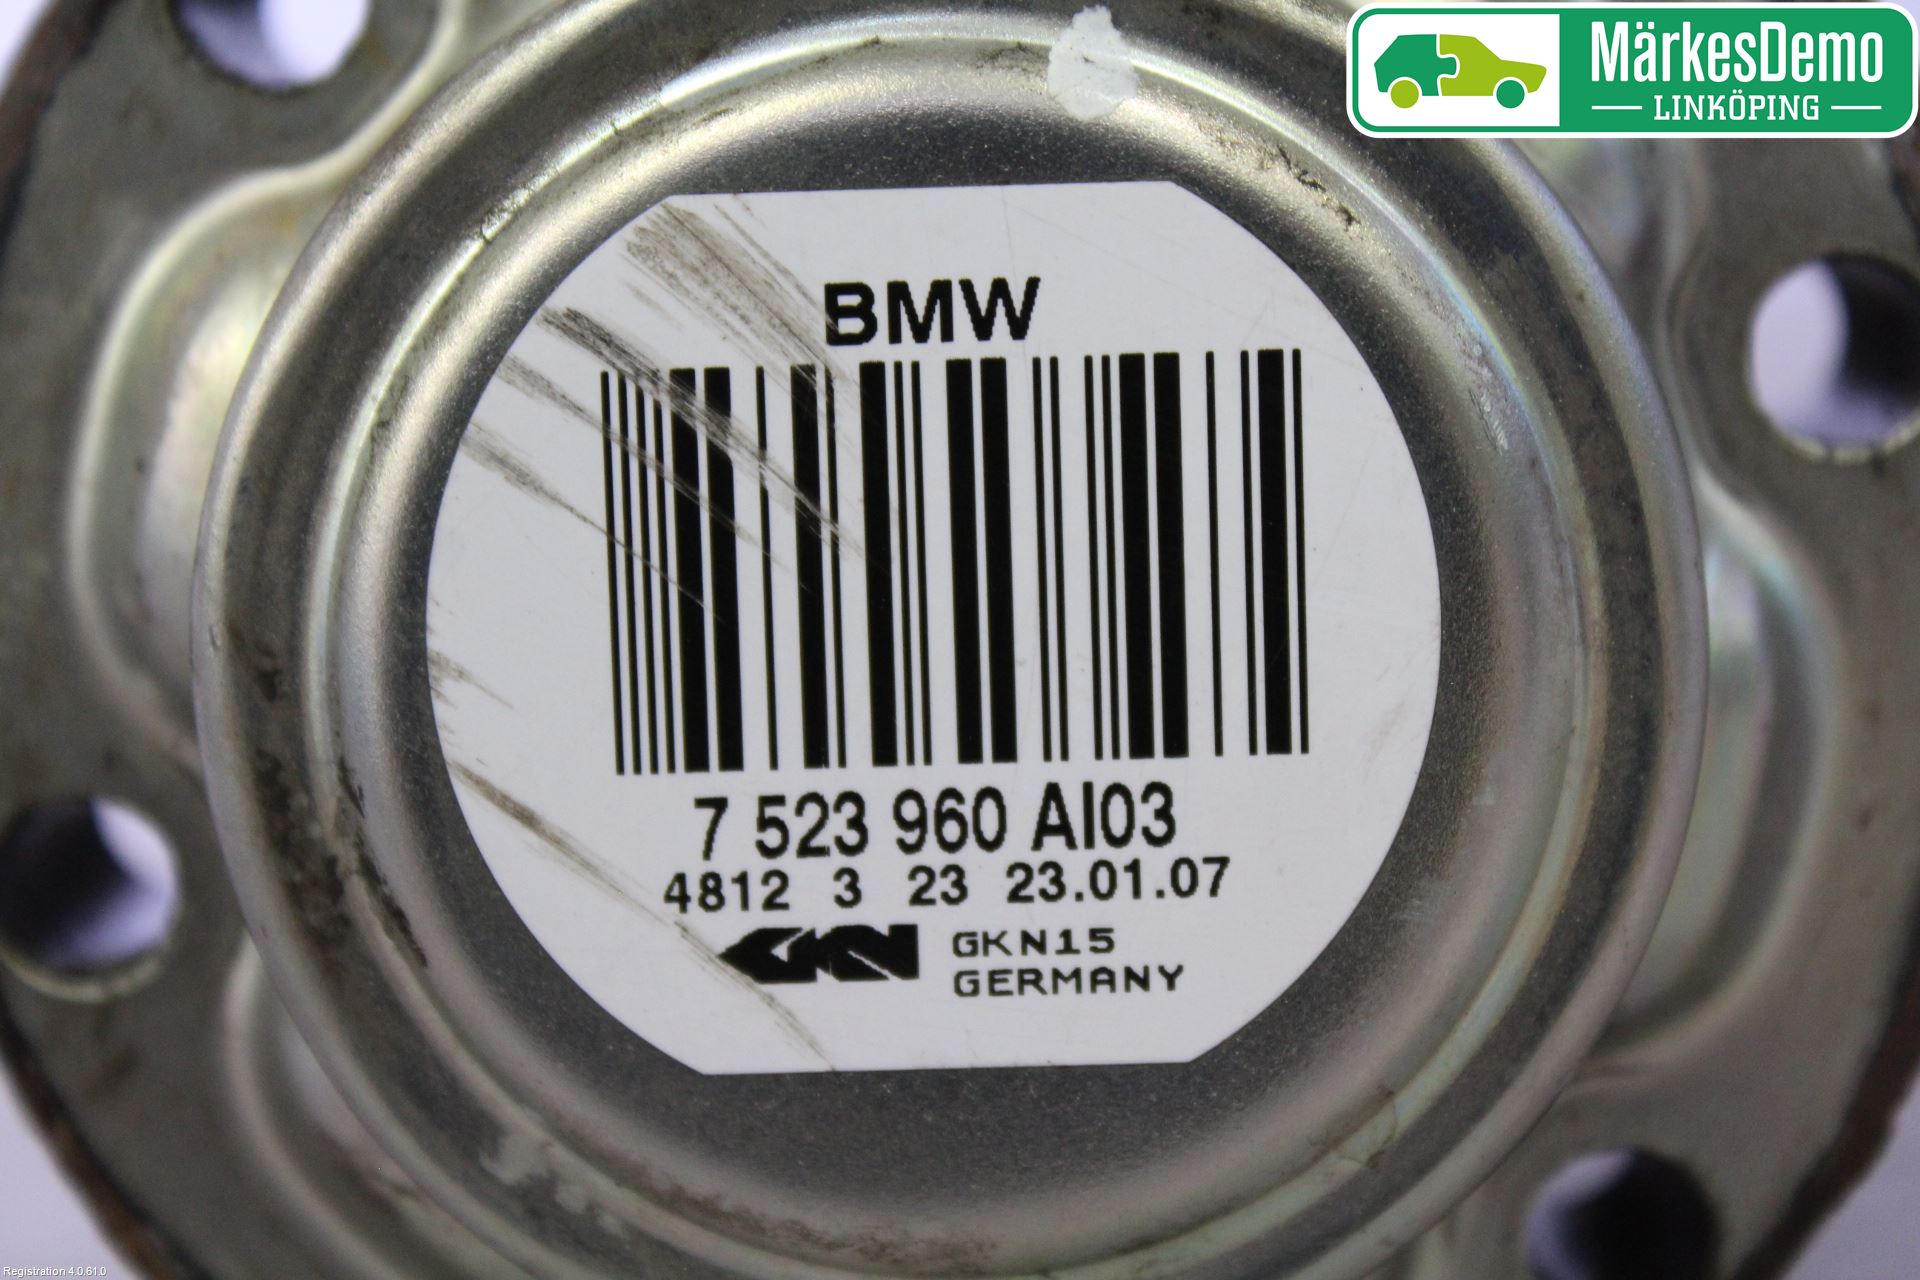 MärkesDemo
LINKÖPING
BMW
7 523 960 AI03
4812 3 23 23.01.07
GKN GKN15
GERMANY
Registration 4.0.61.0